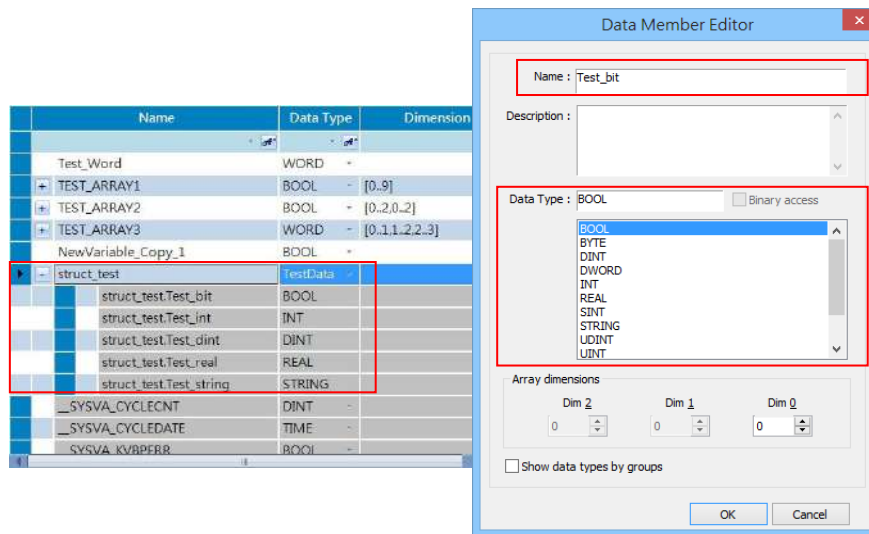 Name Data Type Dimension
Test_Word WORD
TEST_ARRAY1 BOOL [0..9]
TEST_ARRAY2 BOOL [0..2,0..2]
TEST_ARRAY3 WORD [0..1,1..2,2..3]
NewVariable_Copy_1 BOOL
struct_test TestData
struct_test.Test_bit BOOL
struct_test.Test_int INT
struct_test.Test_dint DINT
struct_test.Test_real REAL
struct_test.Test_string STRING
__SYSVA_CYCLECNT DINT
__SYSVA_CYCLEDATE TIME
__SYSVA_KVBPERR BOOL
Data Member Editor
Name : Test_bit
Description :
Data Type : BOOL Binary access
BOOL
BYTE
DINT
DWORD
INT
REAL
SINT
STRING
UDINT
UINT
Array dimensions
Dim 2 Dim 1 Dim 0
0 0 0
Show data types by groups
OK Cancel